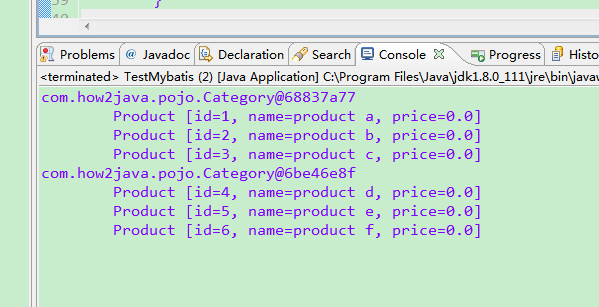 Problems @ Javadoc Declaration Search Console Progress Histo
<terminated> TestMybatis (2) [Java Application] C:\Program Files\Java\jdk1.8.0_111\jre\bin\javaw
com.how2java.pojo.Category@68837a77
Product [id=1, name=product a, price=0.0]
Product [id=2, name=product b, price=0.0]
Product [id=3, name=product c, price=0.0]
com.how2java.pojo.Category@6be46e8f
Product [id=4, name=product d, price=0.0]
Product [id=5, name=product e, price=0.0]
Product [id=6, name=product f, price=0.0]